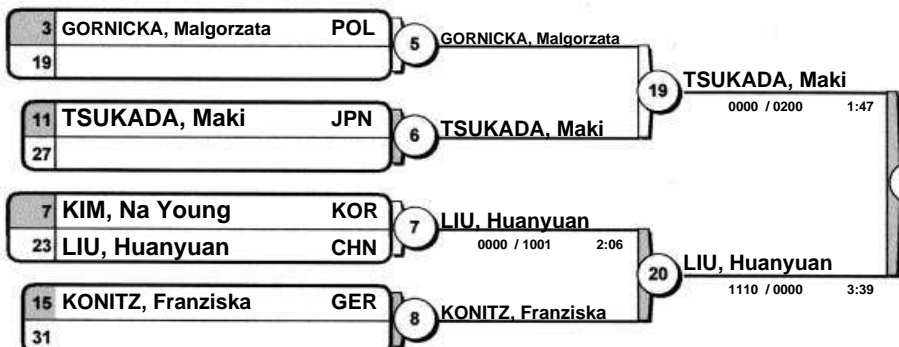 3 GORNICKA, Malgorzata POL
19
5 GORNICKA, Malgorzata
11 TSUKADA, Maki JPN
27
6 TSUKADA, Maki
19 TSUKADA, Maki
0000 / 0200 1:47
7 KIM, Na Young KOR
23 LIU, Huanyuan CHN
7 LIU, Huanyuan
0000 / 1001 2:06
15 KONITZ, Franziska GER
31
8 KONITZ, Franziska
20 LIU, Huanyuan
1110 / 0000 3:39